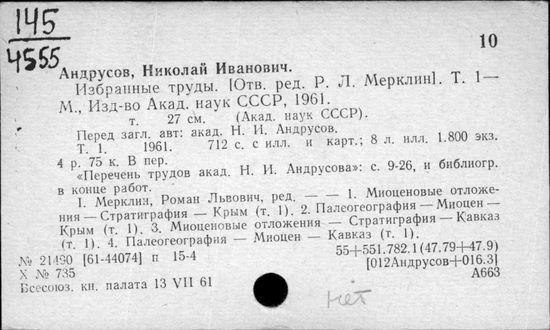 145
4555
10
Андрусов, Николай Иванович.
Избранные труды. [Отв. ред. Р. Л. Мерклин]. Т. 1—
М., Изд-во Акад. наук СССР, 1961.
т. 27 см. (Акад. наук СССР).
Перед загл. авт: акад. Н. И. Андрусов.
Т. 1. 1961. 712 с. с илл. и карт.; 8 л. илл. 1.800 экз.
4 р. 75 к. В пер.
«Перечень трудов акад. Н. И. Андрусова»: с. 9-26, и библиогр.
в конце работ.
I. Мерклин, Роман Львович, ред. — — 1. Миоценовые отложе-
ния — Стратиграфия — Крым (т. 1). 2. Палеогеография — Миоцен —
Крым (т. 1). 3. Миоценовые отложения — Стратиграфия — Кавказ
(т. 1). 4. Палеогеография — Миоцен — Кавказ (т. 1).
№ 21490 [61-44074] п 15-4 55+551.782.1(47.79+47.9)
Х № 735 [012Андрусов+016.3]
Всесоюз. кн. палата 13 VII 61 А663
нет